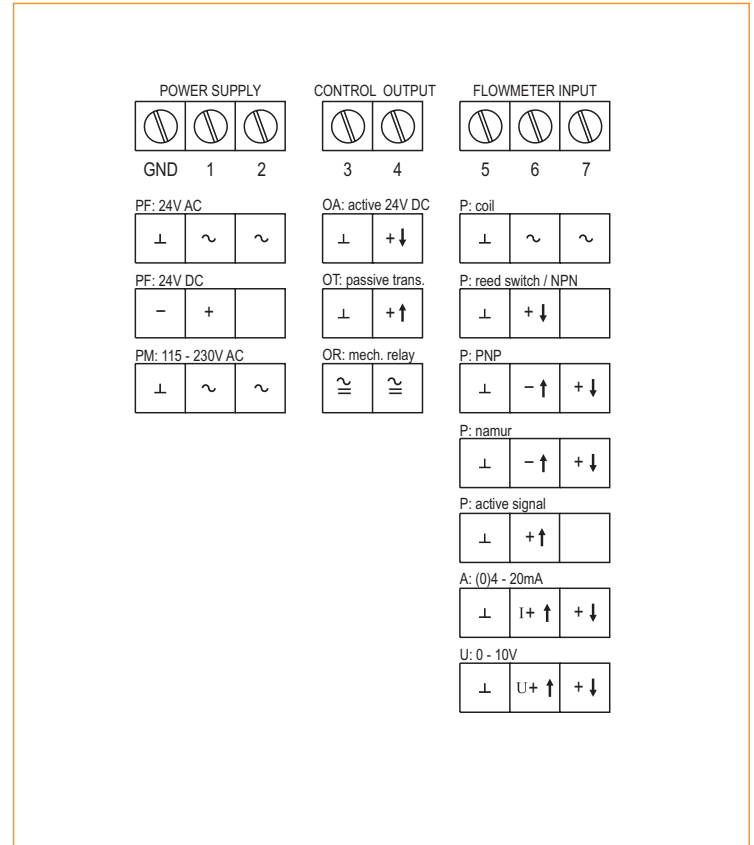 POWER SUPPLY CONTROL OUTPUT FLOWMETER INPUT
GND 1 2 3 4 5 6 7
PF: 24V AC OA: active 24V DC P: coil
⊥ ~ ~ ⊥ +↓ ⊥ ~ ~
PF: 24V DC OT: passive trans. P: reed switch / NPN
− + ⊥ +↑ ⊥ +↓
PM: 115 - 230V AC OR: mech. relay P: PNP
⊥ ~ ~ ≅ ≅ ⊥ −↑ +↓
P: namur
⊥ −↑ +↓
P: active signal
⊥ +↑
A: (0)4 - 20mA
⊥ I+ ↑ +↓
U: 0 - 10V
⊥ U+ ↑ +↓